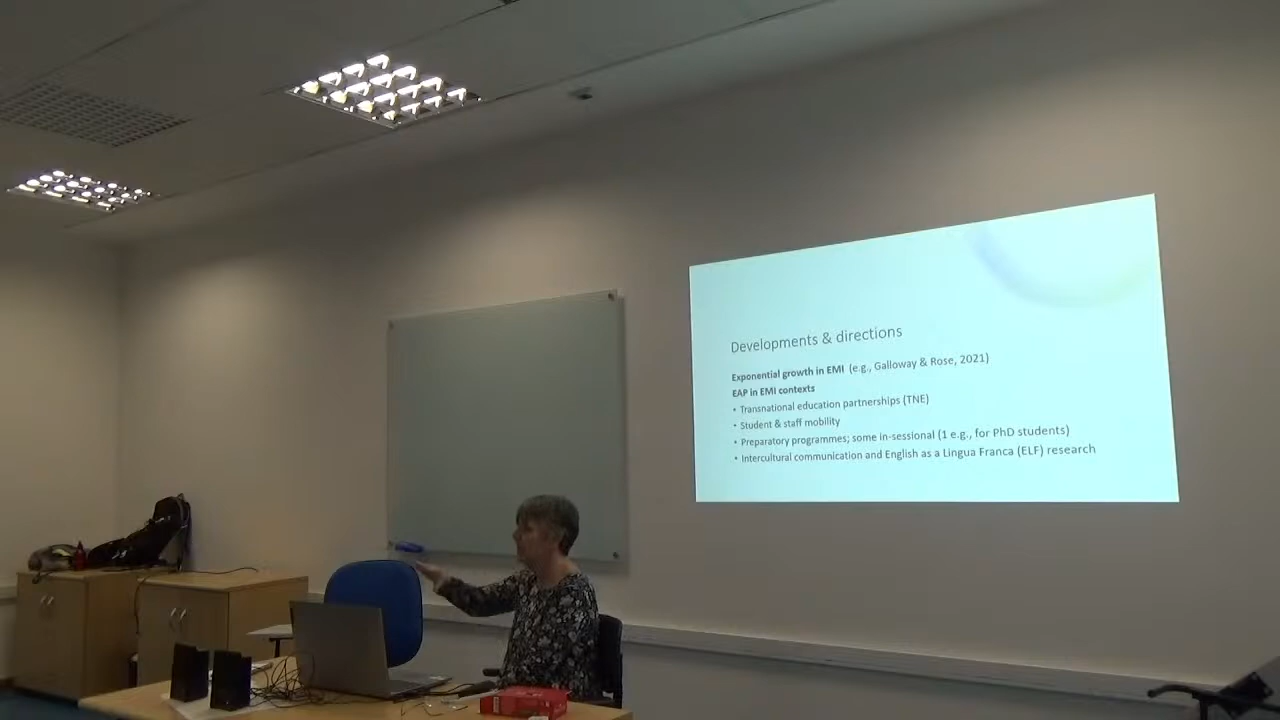 Developments & directions
Exponential growth in EMI (e.g., Galloway & Rose, 2021)
EAP in EMI contexts
• Transnational education partnerships (TNE)
• Student & staff mobility
• Preparatory programmes; some in-sessional (1 e.g., for PhD students)
• Intercultural communication and English as a Lingua Franca (ELF) research